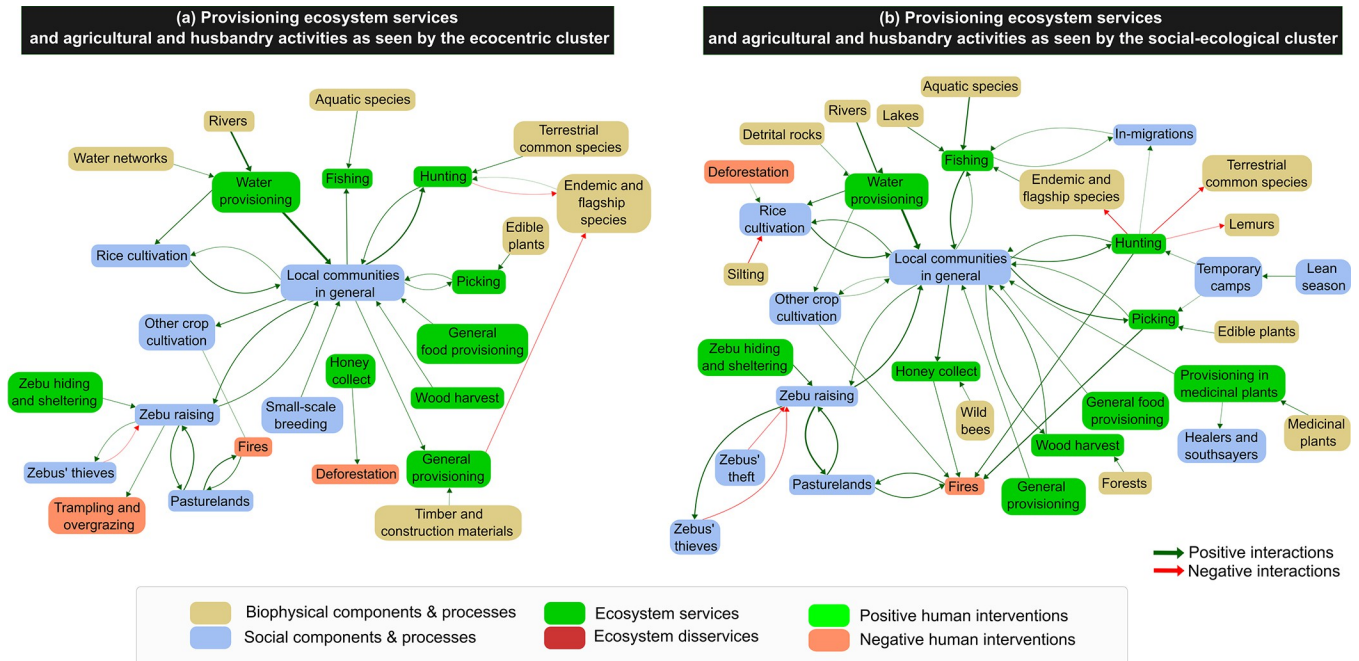 (a) Provisioning ecosystem services
and agricultural and husbandry activities as seen by the ecocentric cluster
Aquatic species
Rivers
Terrestrial
common species
Water networks
Fishing
Hunting
Water
provisioning
Endemic and
flagship
species
Edible
plants
Rice cultivation
Local communities
in general
Picking
Other crop
cultivation
General
food provisioning
Honey
collect
Zebu hiding
and sheltering
Wood harvest
Zebu raising
Small-scale
breeding
Fires
Zebus' thieves
Deforestation
General
provisioning
Pasturelands
Trampling and
overgrazing
Timber and
construction materials
(b) Provisioning ecosystem services
and agricultural and husbandry activities as seen by the social-ecological cluster
Aquatic species
Rivers
Lakes
Detrital rocks
In-migrations
Fishing
Deforestation
Terrestrial
common species
Water
provisioning
Endemic and
flagship species
Rice
cultivation
Lemurs
Hunting
Silting
Local communities
in general
Temporary
camps
Lean
season
Other crop
cultivation
Picking
Edible plants
Zebu hiding
and sheltering
Honey collect
Provisioning in
medicinal plants
Zebu raising
General food
provisioning
Wild
bees
Medicinal
plants
Wood harvest
Healers and
southsayers
Zebus'
theft
Pasturelands
Fires
General
provisioning
Forests
Zebus'
thieves
Positive interactions
Negative interactions
Biophysical components & processes
Social components & processes
Ecosystem services
Ecosystem disservices
Positive human interventions
Negative human interventions